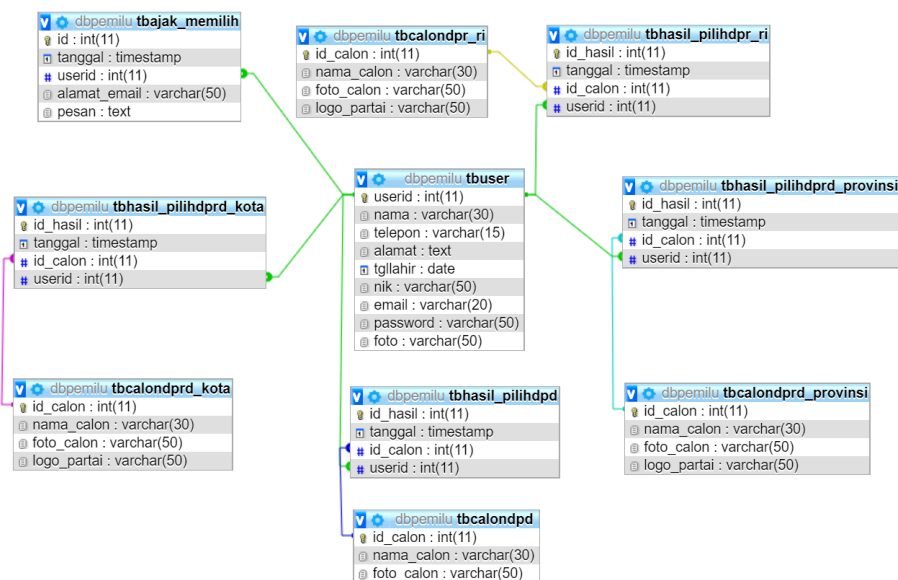 dbpemilu tbajak_memilih
id : int(11)
tanggal : timestamp
userid : int(11)
alamat_email : varchar(50)
pesan : text
dbpemilu tbcalondpr_ri
id_calon : int(11)
nama_calon : varchar(30)
foto_calon : varchar(50)
logo_partai : varchar(50)
dbpemilu tbhasil_pilihdpr_ri
id_hasil : int(11)
tanggal : timestamp
id_calon : int(11)
userid : int(11)
dbpemilu tbuser
userid : int(11)
nama : varchar(30)
telepon : varchar(15)
alamat : text
tgllahir : date
nik : varchar(50)
email : varchar(20)
password : varchar(50)
foto : varchar(50)
dbpemilu tbhasil_pilihdprd_kota
id_hasil : int(11)
tanggal : timestamp
id_calon : int(11)
userid : int(11)
dbpemilu tbhasil_pilihdprd_provinsi
id_hasil : int(11)
tanggal : timestamp
id_calon : int(11)
userid : int(11)
dbpemilu tbcalondprd_kota
id_calon : int(11)
nama_calon : varchar(30)
foto_calon : varchar(50)
logo_partai : varchar(50)
dbpemilu tbhasil_pilihdpd
id_hasil : int(11)
tanggal : timestamp
id_calon : int(11)
userid : int(11)
dbpemilu tbcalondprd_provinsi
id_calon : int(11)
nama_calon : varchar(30)
foto_calon : varchar(50)
logo_partai : varchar(50)
dbpemilu tbcalondpd
id_calon : int(11)
nama_calon : varchar(30)
foto_calon : varchar(50)